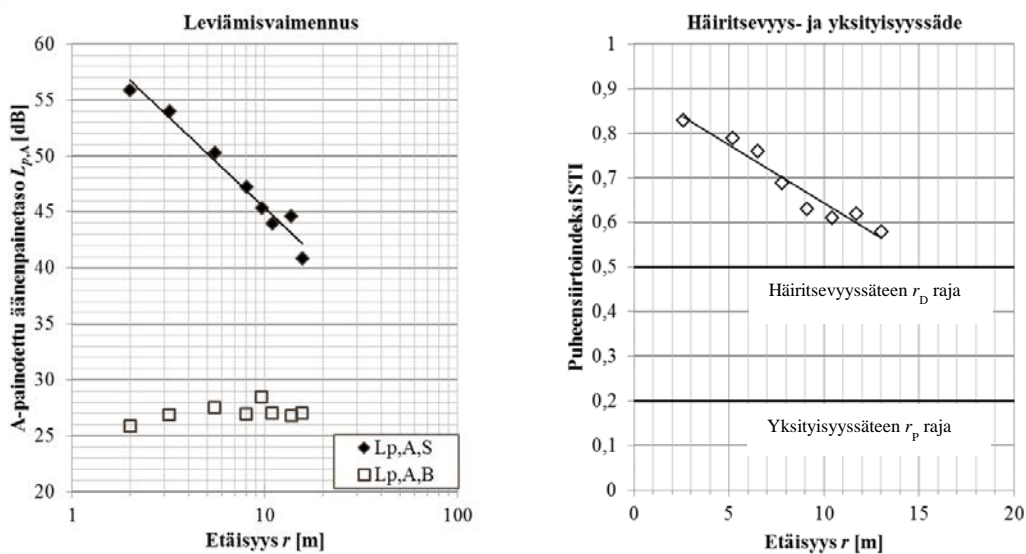 Leviämisvaimennus
A-painotettu äänenpainetaso Lp,A [dB]
60
55
50
45
40
35
30
25
20
1
10
100
Etäisyys r [m]
Lp,A,S
Lp,A,B
Häiritsevyys- ja yksityisyyssäde
Puheensiirtoindeksi STI
1
0,9
0,8
0,7
0,6
0,5
0,4
0,3
0,2
0,1
0
0
5
10
15
20
Etäisyys r [m]
Häiritsevyyssäteen rD raja
Yksityisyyssäteen rP raja